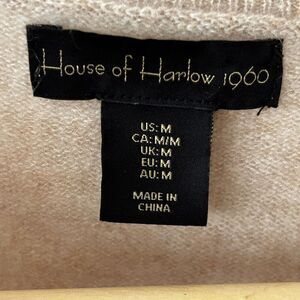 House of Harlow 1960
US: M
CA: M/M
UK: M
EU: M
AU: M
MADE IN
CHINA